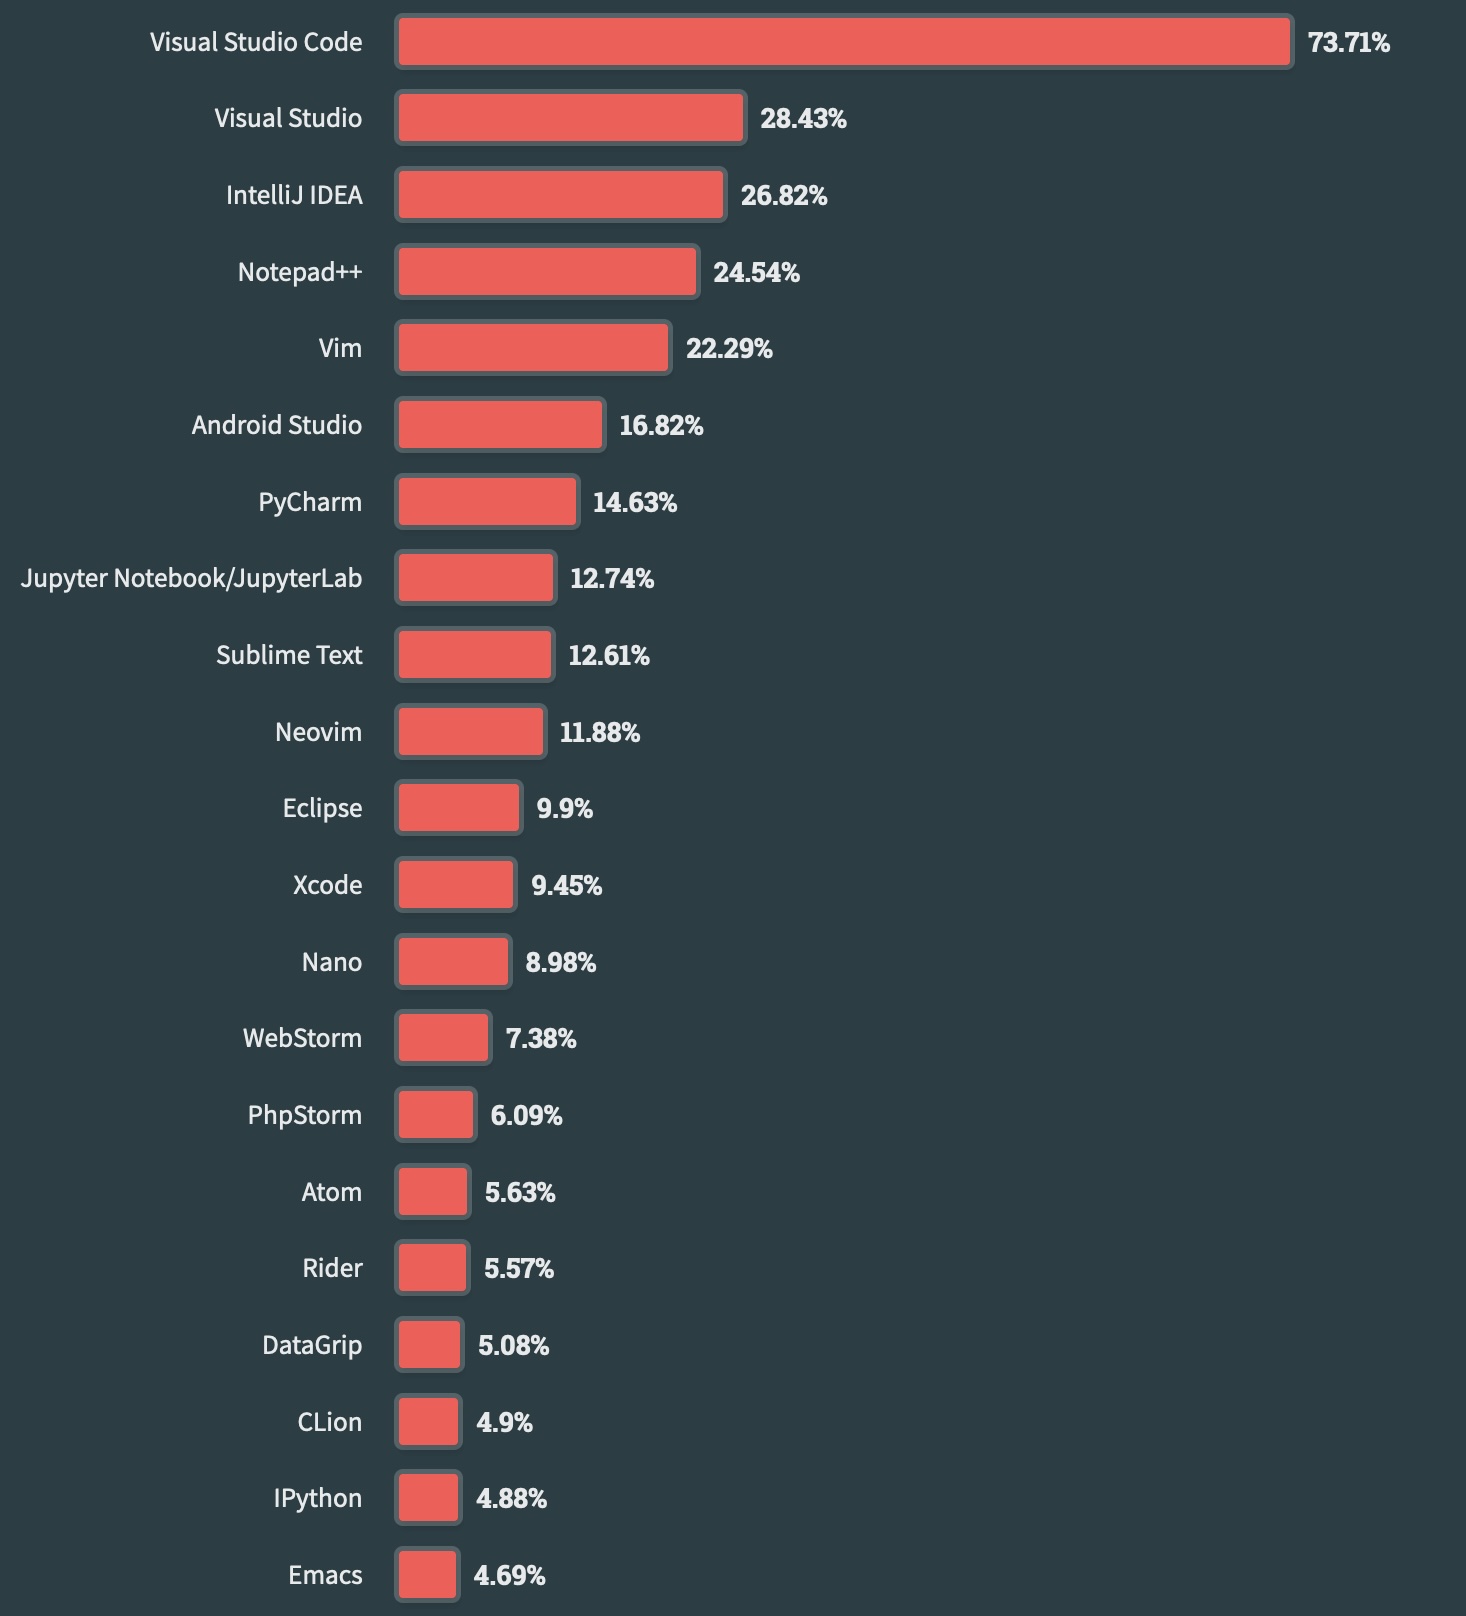 Visual Studio Code 73.71%
Visual Studio 28.43%
IntelliJ IDEA 26.82%
Notepad++ 24.54%
Vim 22.29%
Android Studio 16.82%
PyCharm 14.63%
Jupyter Notebook/JupyterLab 12.74%
Sublime Text 12.61%
Neovim 11.88%
Eclipse 9.9%
Xcode 9.45%
Nano 8.98%
WebStorm 7.38%
PhpStorm 6.09%
Atom 5.63%
Rider 5.57%
DataGrip 5.08%
CLion 4.9%
IPython 4.88%
Emacs 4.69%